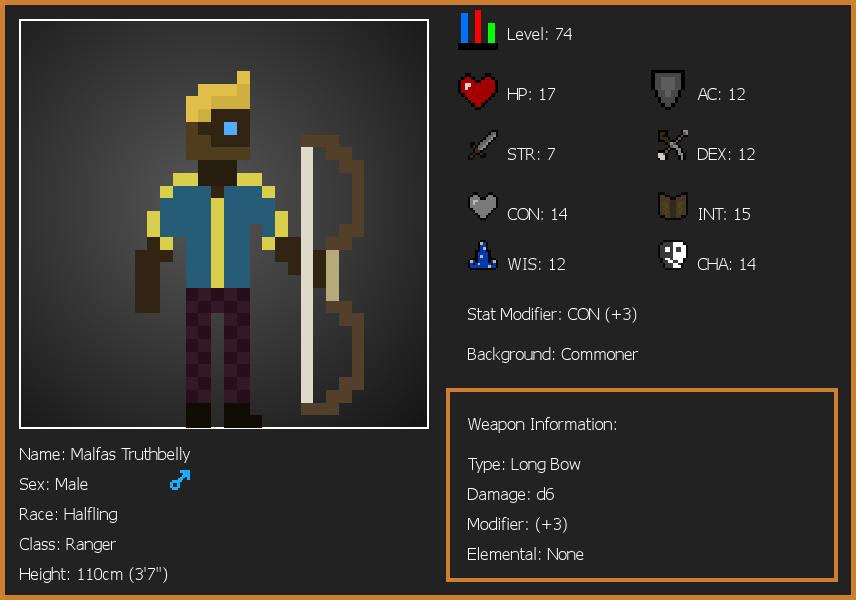 Level: 74
HP: 17
AC: 12
STR: 7
DEX: 12
CON: 14
INT: 15
WIS: 12
CHA: 14
Stat Modifier: CON (+3)
Background: Commoner
Weapon Information:
Type: Long Bow
Damage: d6
Modifier: (+3)
Elemental: None
Name: Malfas Truthbelly
Sex: Male
Race: Halfling
Class: Ranger
Height: 110cm (3'7")